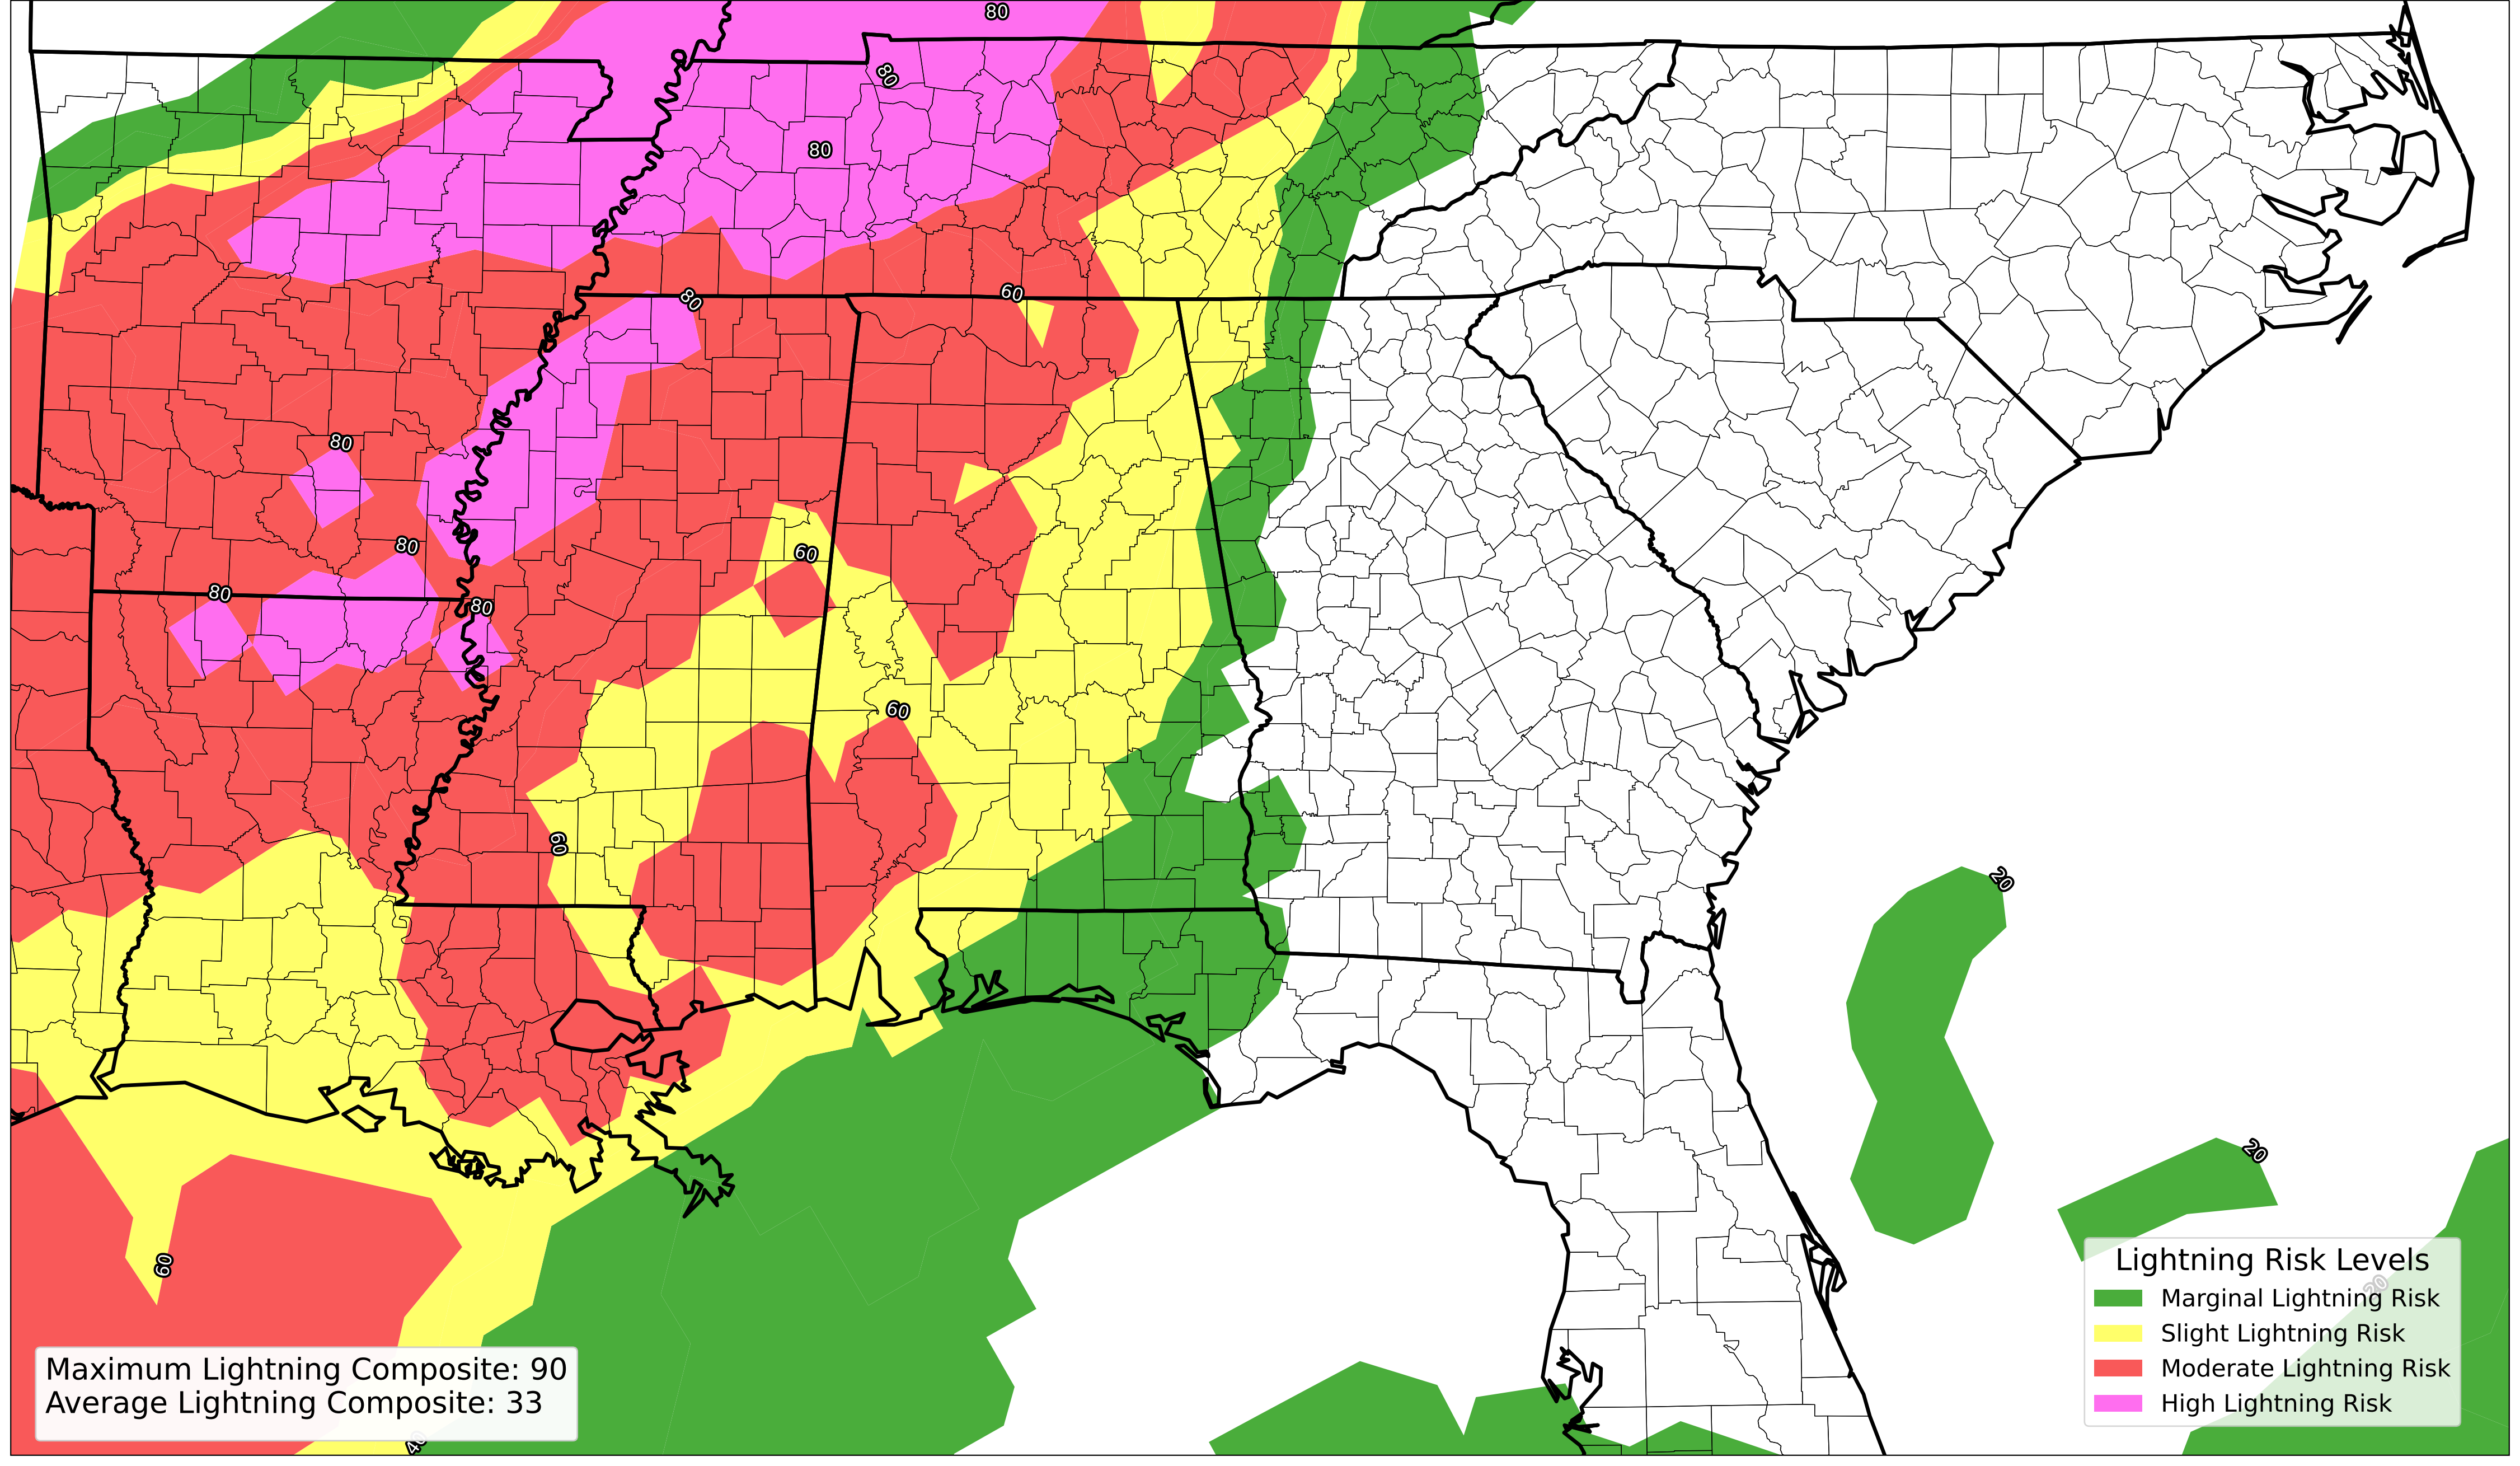 80
80
80
80
60
80
80
60
80
80
60
60
20
20
60
20
40
Lightning Risk Levels
Marginal Lightning Risk
Slight Lightning Risk
Moderate Lightning Risk
High Lightning Risk
Maximum Lightning Composite: 90
Average Lightning Composite: 33